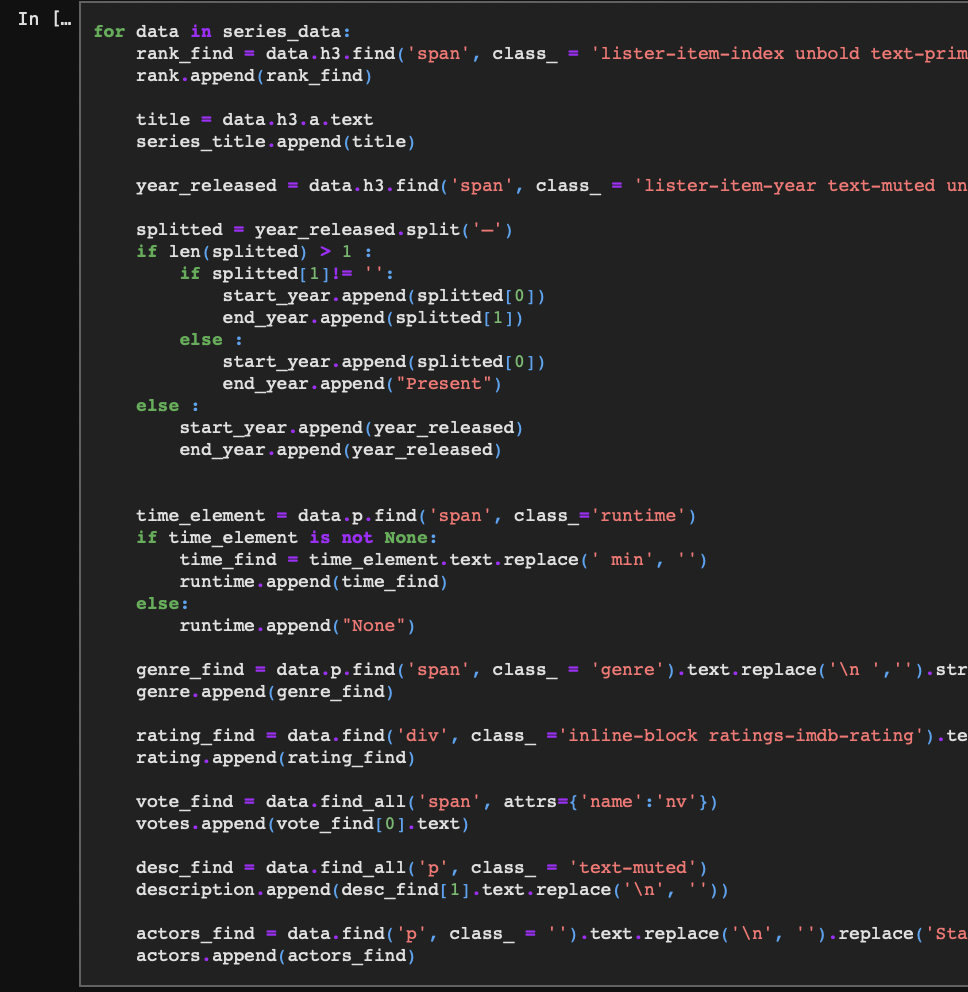 In […
for data in series_data:
    rank_find = data.h3.find('span', class_ = 'lister-item-index unbold text-prim
    rank.append(rank_find)

    title = data.h3.a.text
    series_title.append(title)

    year_released = data.h3.find('span', class_ = 'lister-item-year text-muted un

    splitted = year_released.split('–')
    if len(splitted) > 1 :
        if splitted[1]!= '':
            start_year.append(splitted[0])
            end_year.append(splitted[1])
        else :
            start_year.append(splitted[0])
            end_year.append("Present")
    else :
        start_year.append(year_released)
        end_year.append(year_released)


    time_element = data.p.find('span', class_='runtime')
    if time_element is not None:
        time_find = time_element.text.replace(' min', '')
        runtime.append(time_find)
    else:
        runtime.append("None")

    genre_find = data.p.find('span', class_ = 'genre').text.replace('\n ','').str
    genre.append(genre_find)

    rating_find = data.find('div', class_ ='inline-block ratings-imdb-rating').te
    rating.append(rating_find)

    vote_find = data.find_all('span', attrs={'name':'nv'})
    votes.append(vote_find[0].text)

    desc_find = data.find_all('p', class_ = 'text-muted')
    description.append(desc_find[1].text.replace('\n', ''))

    actors_find = data.find('p', class_ = '').text.replace('\n', '').replace('Sta
    actors.append(actors_find)